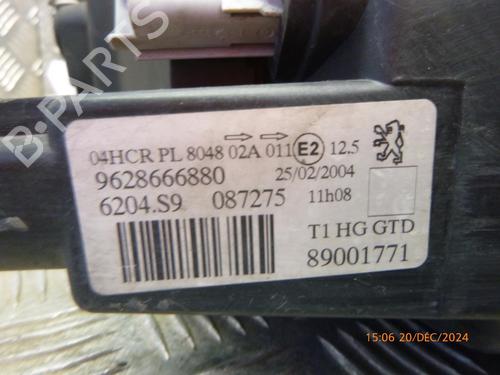 B-PARTS
04HCR PL 8048 02A 011 E2 12.5
9628666880 25/02/2004
6204.S9 087275 11h08
T1 HG GTD
89001771
15:06 20/DEC/2024